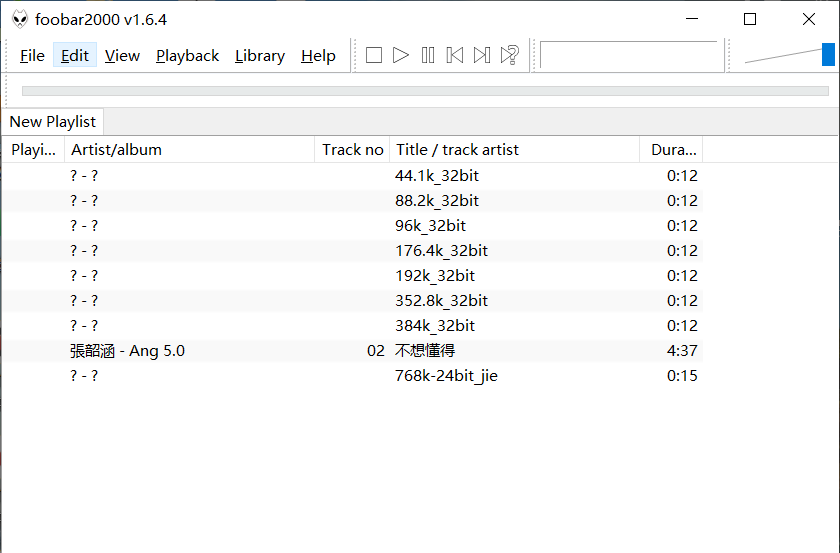 foobar2000 v1.6.4
File Edit View Playback Library Help
New Playlist
Playi... Artist/album Track no Title / track artist Dura...
? - ? 44.1k_32bit 0:12
? - ? 88.2k_32bit 0:12
? - ? 96k_32bit 0:12
? - ? 176.4k_32bit 0:12
? - ? 192k_32bit 0:12
? - ? 352.8k_32bit 0:12
? - ? 384k_32bit 0:12
張韶涵 - Ang 5.0 02 不想懂得 4:37
? - ? 768k-24bit_jie 0:15